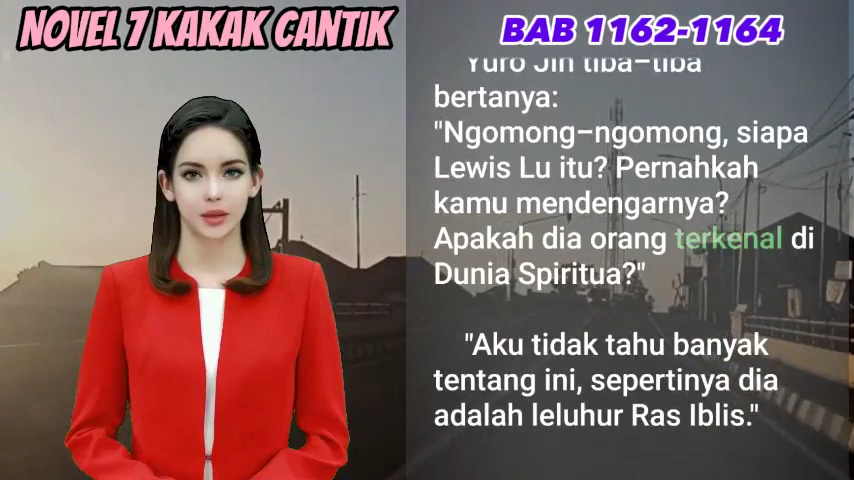 NOVEL 7 KAKAK CANTIK
BAB 1162-1164
Yuro Jin tiba-tiba
bertanya:
"Ngomong-ngomong, siapa
Lewis Lu itu? Pernahkah
kamu mendengarnya?
Apakah dia orang terkenal di
Dunia Spiritua?"
"Aku tidak tahu banyak
tentang ini, sepertinya dia
adalah leluhur Ras Iblis."